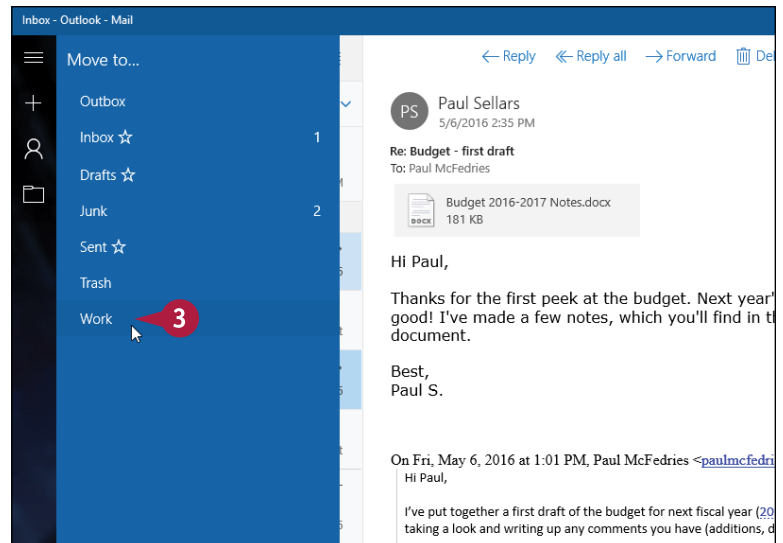 Inbox - Outlook - Mail
Move to...
Outbox
Inbox 1
Drafts
Junk 2
Sent
Trash
Work 3
Reply Reply all Forward Del
PS Paul Sellars
5/6/2016 2:35 PM
Re: Budget - first draft
To: Paul McFedries
Budget 2016-2017 Notes.docx
DOCX 181 KB
Hi Paul,
Thanks for the first peek at the budget. Next year'
good! I've made a few notes, which you'll find in th
document.
Best,
Paul S.
On Fri, May 6, 2016 at 1:01 PM, Paul McFedries <paulmcfedri
Hi Paul,
I've put together a first draft of the budget for next fiscal year (20
taking a look and writing up any comments you have (additions, d